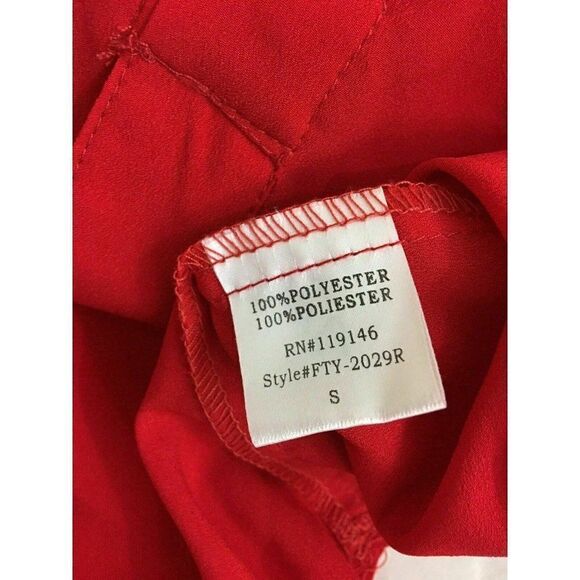 100%POLYESTER
100%POLIESTER
RN#119146
Style#FTY-2029R
S